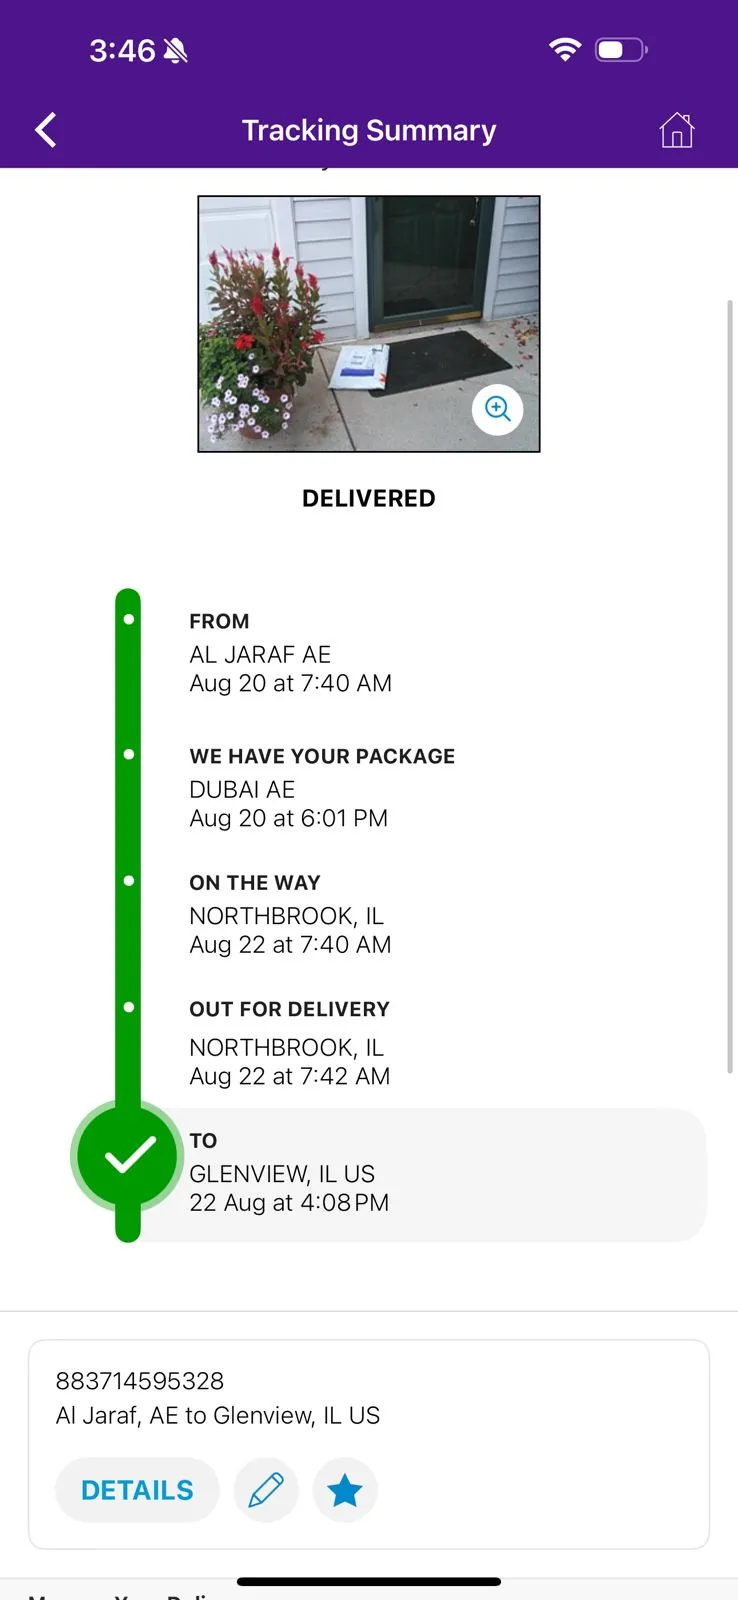 3:46
Tracking Summary
DELIVERED
FROM
AL JARAF AE
Aug 20 at 7:40 AM
WE HAVE YOUR PACKAGE
DUBAI AE
Aug 20 at 6:01 PM
ON THE WAY
NORTHBROOK, IL
Aug 22 at 7:40 AM
OUT FOR DELIVERY
NORTHBROOK, IL
Aug 22 at 7:42 AM
TO
GLENVIEW, IL US
22 Aug at 4:08 PM
883714595328
Al Jaraf, AE to Glenview, IL US
DETAILS